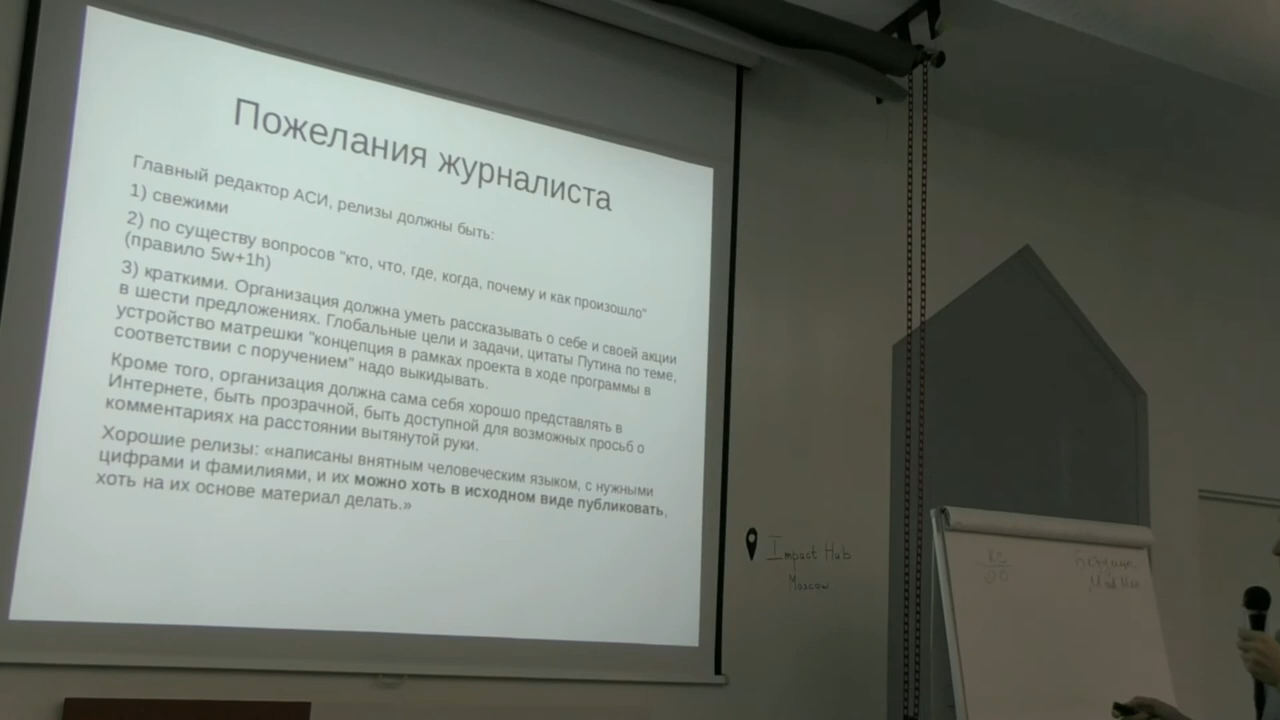 Пожелания журналиста
Главный редактор АСИ, релизы должны быть:
1) свежими
2) по существу вопросов "кто, что, где, когда, почему и как произошло"
(правило 5w+1h)
3) краткими. Организация должна уметь рассказывать о себе и своей акции
в шести предложениях. Глобальные цели и задачи, цитаты Путина по теме,
устройство матрешки "концепция в рамках проекта в ходе программы в
соответствии с поручением" надо выкидывать.
Кроме того, организация должна сама себя хорошо представлять в
Интернете, быть прозрачной, быть доступной для возможных просьб о
комментариях на расстоянии вытянутой руки.
Хорошие релизы: «написаны внятным человеческим языком, с нужными
цифрами и фамилиями, и их можно хоть в исходном виде публиковать,
хоть на их основе материал делать.»
Impact Hub
Moscow